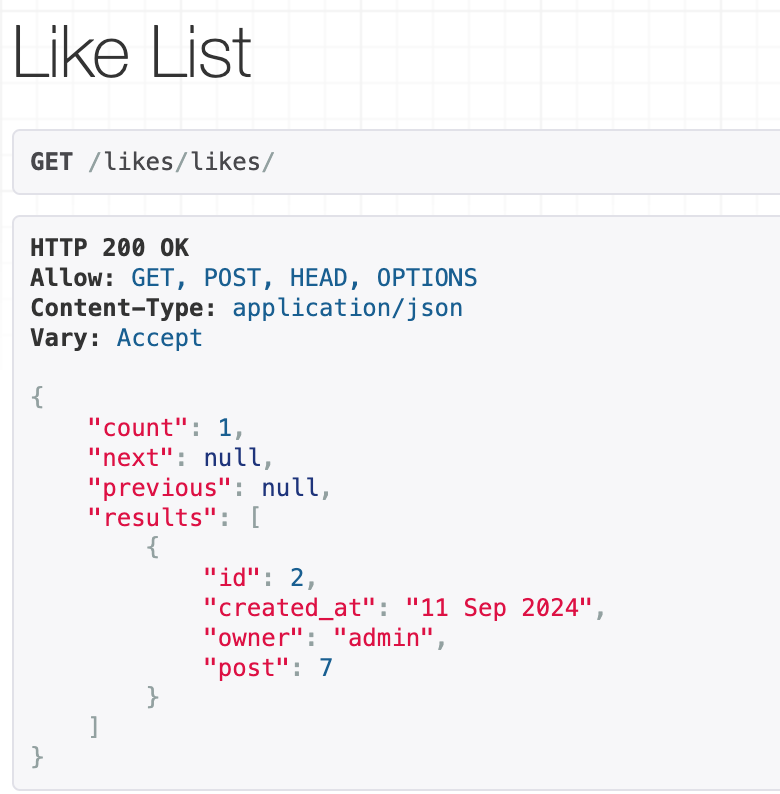 Like List
GET /likes/likes/
HTTP 200 OK
Allow: GET, POST, HEAD, OPTIONS
Content-Type: application/json
Vary: Accept
{
    "count": 1,
    "next": null,
    "previous": null,
    "results": [
        {
            "id": 2,
            "created_at": "11 Sep 2024",
            "owner": "admin",
            "post": 7
        }
    ]
}